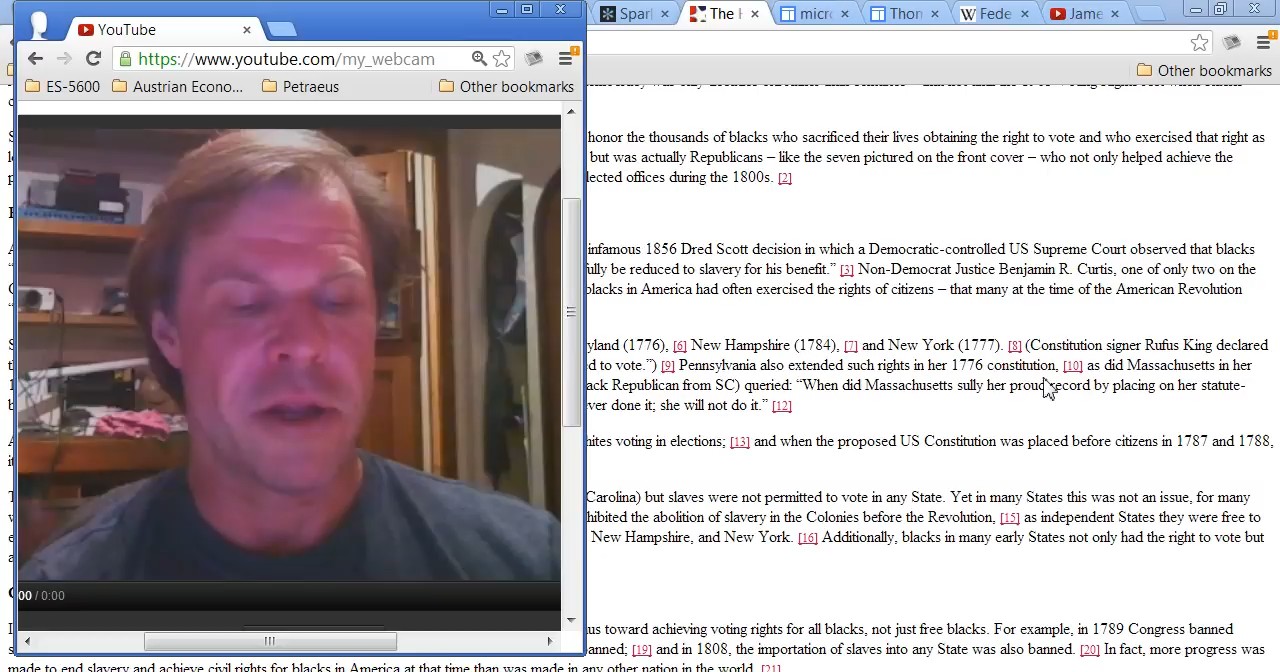 YouTube
https://www.youtube.com/my_webcam
ES-5600
Austrian Econo...
Petraeus
Other bookmarks
00 / 0:00
Spar
The
micro
Thon
Fede
Jame
Other bookmarks
honor the thousands of blacks who sacrificed their lives obtaining the right to vote and who exercised that right as
but was actually Republicans – like the seven pictured on the front cover – who not only helped achieve the
lected offices during the 1800s. [2]
infamous 1856 Dred Scott decision in which a Democratic-controlled US Supreme Court observed that blacks
fully be reduced to slavery for his benefit.” [3] Non-Democrat Justice Benjamin R. Curtis, one of only two on the
blacks in America had often exercised the rights of citizens – that many at the time of the American Revolution
yland (1776), [6] New Hampshire (1784), [7] and New York (1777). [8] (Constitution signer Rufus King declared
ed to vote.”) [9] Pennsylvania also extended such rights in her 1776 constitution, [10] as did Massachusetts in her
ack Republican from SC) queried: “When did Massachusetts sully her proud record by placing on her statute-
ver done it; she will not do it.” [12]
hites voting in elections; [13] and when the proposed US Constitution was placed before citizens in 1787 and 1788,
Carolina) but slaves were not permitted to vote in any State. Yet in many States this was not an issue, for many
hibited the abolition of slavery in the Colonies before the Revolution, [15] as independent States they were free to
New Hampshire, and New York. [16] Additionally, blacks in many early States not only had the right to vote but
us toward achieving voting rights for all blacks, not just free blacks. For example, in 1789 Congress banned
anned; [19] and in 1808, the importation of slaves into any State was also banned. [20] In fact, more progress was
made to end slavery and achieve civil rights for blacks in America at that time than was made in any other nation in the world. [21]